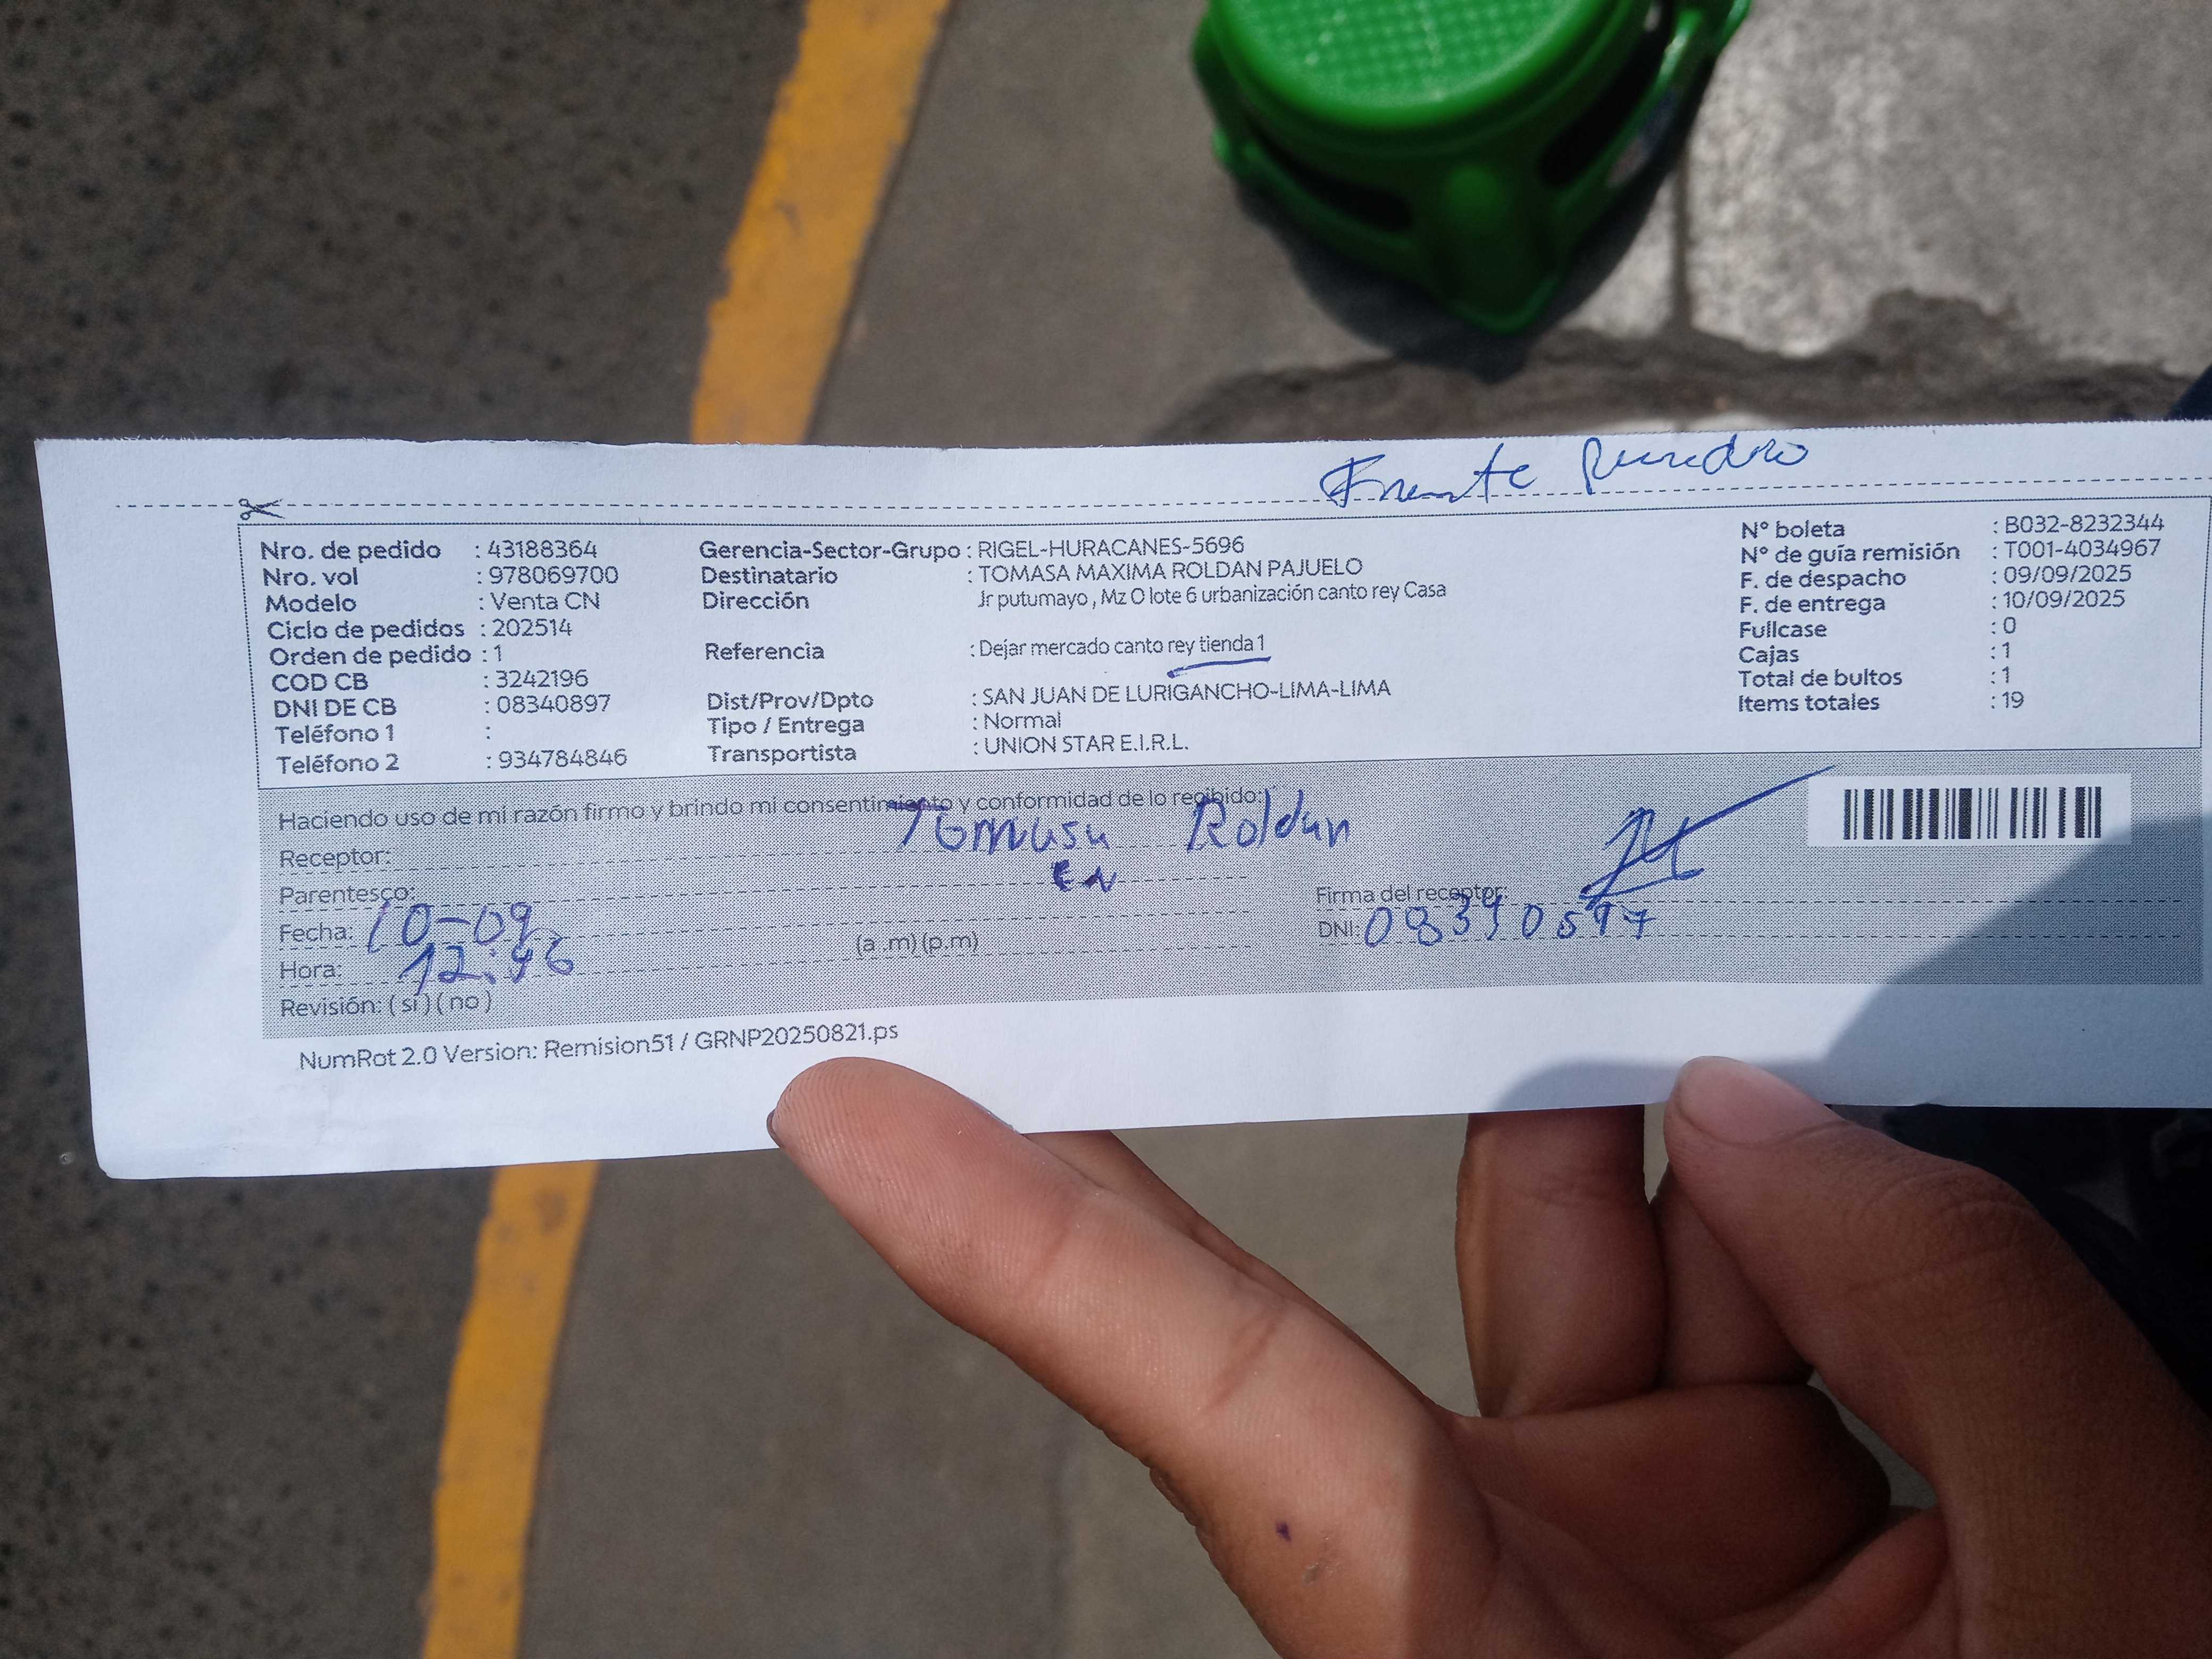 Frente
Nro. de pedido : 43188364
Nro. vol : 978069700
Modelo : Venta CN
Ciclo de pedidos : 202514
Orden de pedido : 1
COD CB : 3242196
DNI DE CB : 08340897
Teléfono 1 :
Teléfono 2 : 934784846
Gerencia-Sector-Grupo : RIGEL-HURACANES-5696
Destinatario : TOMASA MAXIMA ROLDAN PAJUELO
Dirección Jr putumayo , Mz O lote 6 urbanización canto rey Casa
Referencia : Dejar mercado canto rey tienda 1
Dist/Prov/Dpto : SAN JUAN DE LURIGANCHO-LIMA-LIMA
Tipo / Entrega : Normal
Transportista : UNION STAR E.I.R.L.
N° boleta : B032-8232344
N° de guía remisión : T001-4034967
F. de despacho : 09/09/2025
F. de entrega : 10/09/2025
Fullcase : 0
Cajas : 1
Total de bultos : 1
Items totales : 19
Haciendo uso de mi razón firmo y brindo mi consentimiento y conformidad de lo recibido:
Receptor: Tomasa Roldan
Parentesco: CN
Fecha: 10-09
Hora: 12:46 (a .m) (p.m)
Revisión: ( si ) ( no )
Firma del receptor:
DNI:
NumRot 2.0 Version: Remision51 / GRNP20250821.ps